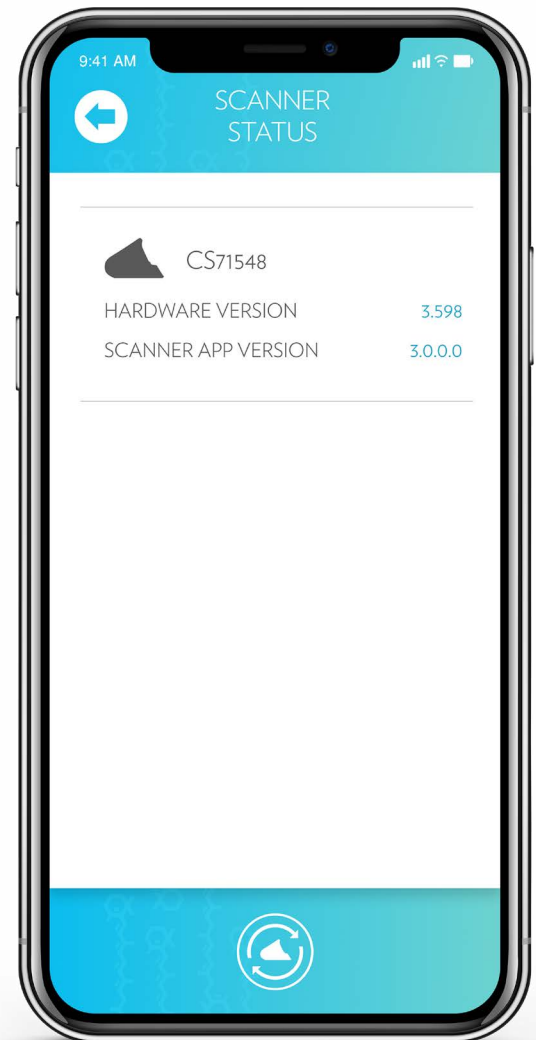 9:41 AM
SCANNER
STATUS
CS71548
HARDWARE VERSION 3.598
SCANNER APP VERSION 3.0.0.0